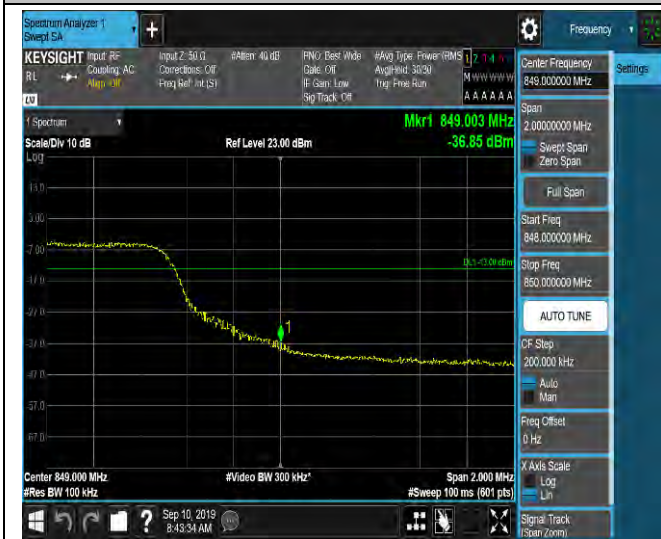 Spectrum Analyzer 1
Swept SA
Frequency
KEYSIGHT
RL
Input: RF
Coupling: AC
Align: Off
Input Z: 50 Ω
Corrections: Off
Freq Ref: Int (S)
#Atten: 40 dB
PNO: Best Wide
Gate: Off
IF Gain: Low
Sig Track: Off
#Avg Type: Power (RMS
Avg|Hold: 30/30
Trig: Free Run
M W W W W W
A A A A A A
LV
1 Spectrum
Scale/Div 10 dB
Log
Ref Level 23.00 dBm
Mkr1 849.003 MHz
-36.85 dBm
13.0
3.00
-7.00
-17.0
-27.0
-37.0
-47.0
-57.0
-67.0
DL1 -13.00 dBm
1
Center 849.000 MHz
#Res BW 100 kHz
#Video BW 300 kHz*
Span 2.000 MHz
#Sweep 100 ms (601 pts)
Sep 10, 2019
8:43:34 AM
Center Frequency
849.000000 MHz
Settings
Span
2.00000000 MHz
Swept Span
Zero Span
Full Span
Start Freq
848.000000 MHz
Stop Freq
850.000000 MHz
AUTO TUNE
CF Step
200.000 kHz
Auto
Man
Freq Offset
0 Hz
X Axis Scale
Log
Lin
Signal Track
(Span Zoom)